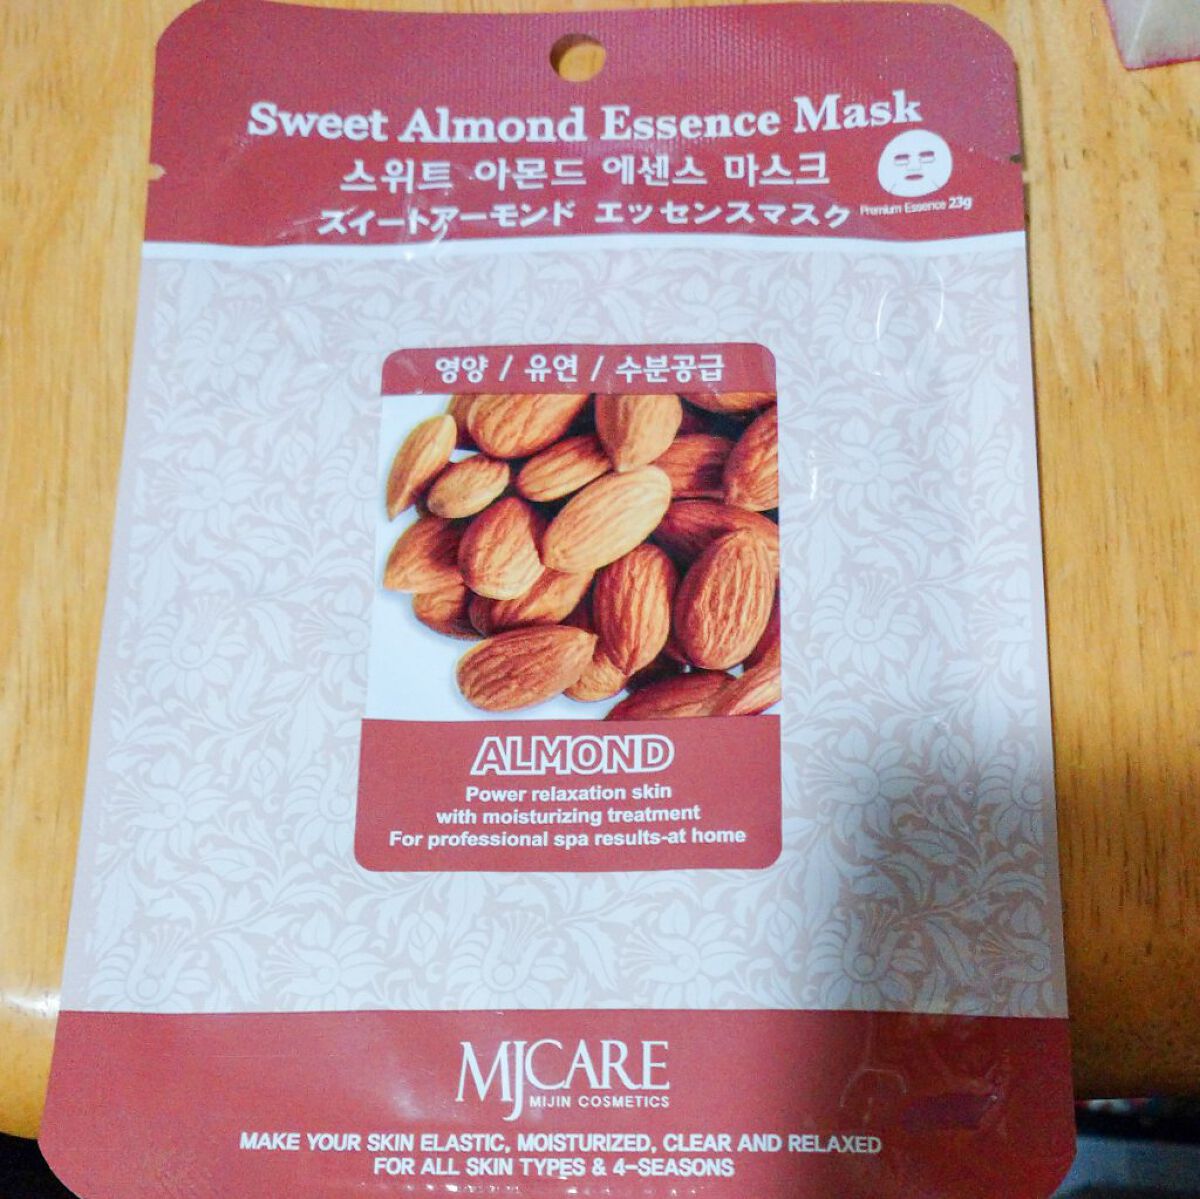 Sweet Almond Essence Mask
스위트 아몬드 에센스 마스크
スイートアーモンド エッセンスマスク
Premium Essence 23g
영양 / 유연 / 수분공급
ALMOND
Power relaxation skin
with moisturizing treatment
For professional spa results-at home
MJCARE
MIJIN COSMETICS
MAKE YOUR SKIN ELASTIC, MOISTURIZED, CLEAR AND RELAXED
FOR ALL SKIN TYPES & 4-SEASONS